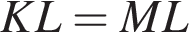 KL = ML